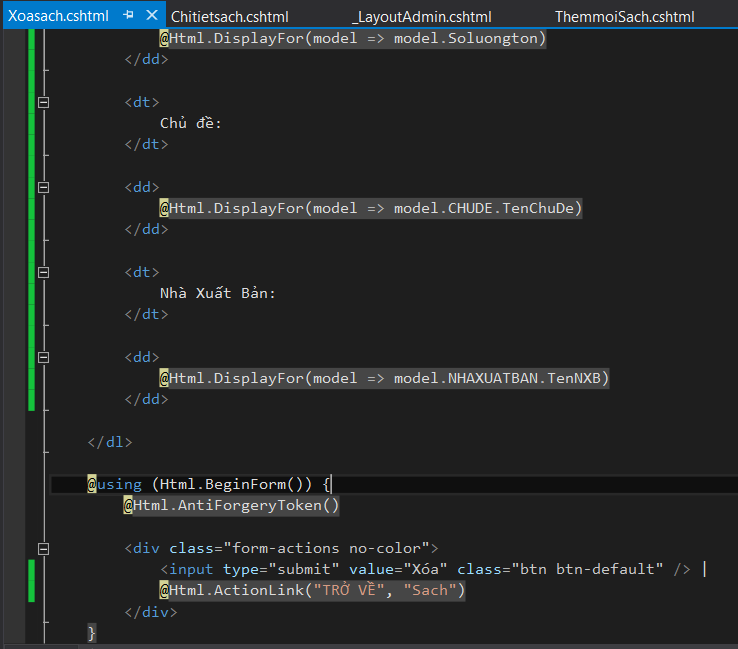 Xoasach.cshtml Chitietsach.cshtml _LayoutAdmin.cshtml ThemmoiSach.cshtml
@Html.DisplayFor(model => model.Soluongton)
</dd>
<dt>
Chủ đề:
</dt>
<dd>
@Html.DisplayFor(model => model.CHUDE.TenChuDe)
</dd>
<dt>
Nhà Xuất Bản:
</dt>
<dd>
@Html.DisplayFor(model => model.NHAXUATBAN.TenNXB)
</dd>
</dl>
@using (Html.BeginForm()) {
@Html.AntiForgeryToken()
<div class="form-actions no-color">
<input type="submit" value="Xóa" class="btn btn-default" /> |
@Html.ActionLink("TRỞ VỀ", "Sach")
</div>
}